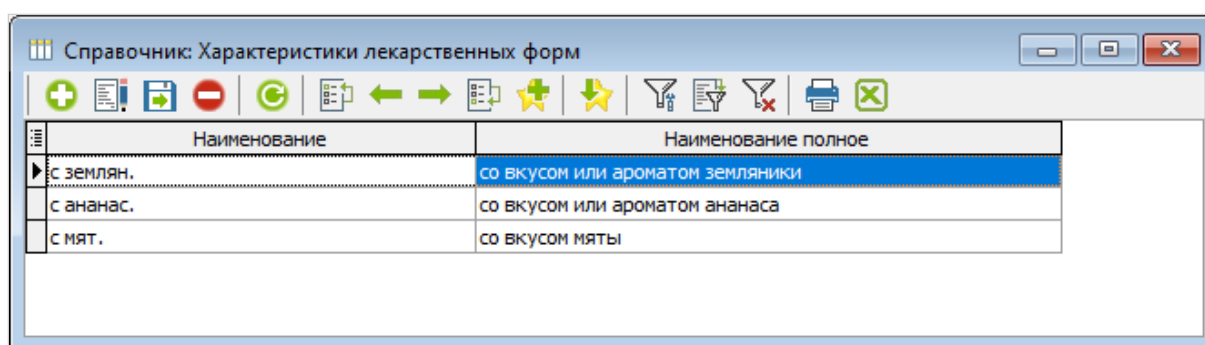 Справочник: Характеристики лекарственных форм
Наименование Наименование полное
с землян. со вкусом или ароматом земляники
с ананас. со вкусом или ароматом ананаса
с мят. со вкусом мяты